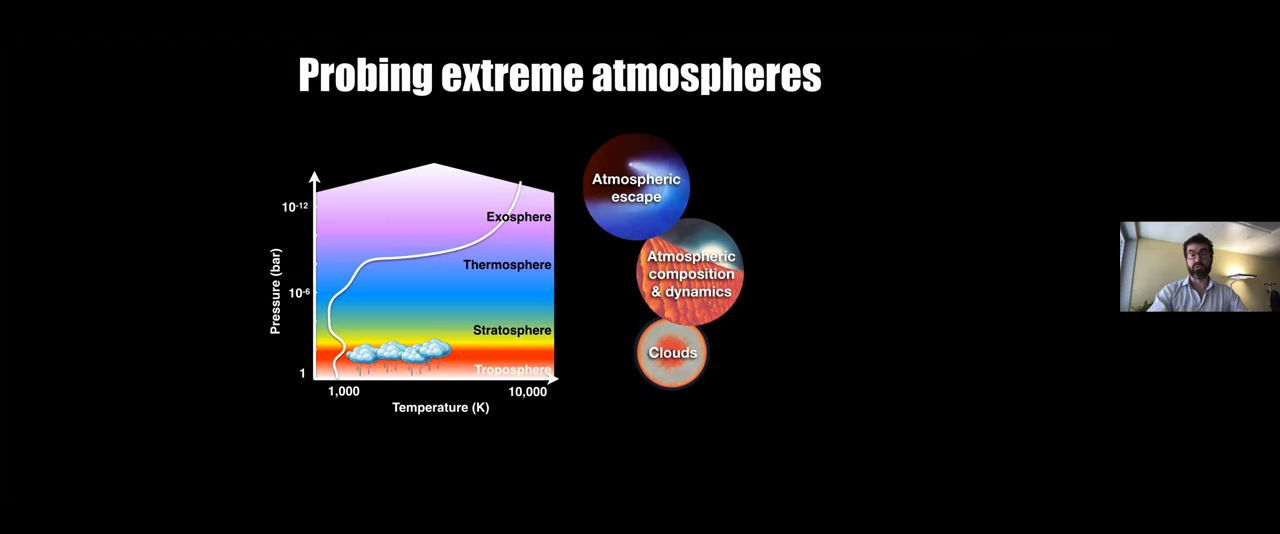 Probing extreme atmospheres
10-12
10-6
1
Pressure (bar)
Exosphere
Thermosphere
Stratosphere
Troposphere
1,000
10,000
Temperature (K)
Atmospheric
escape
Atmospheric
composition
& dynamics
Clouds